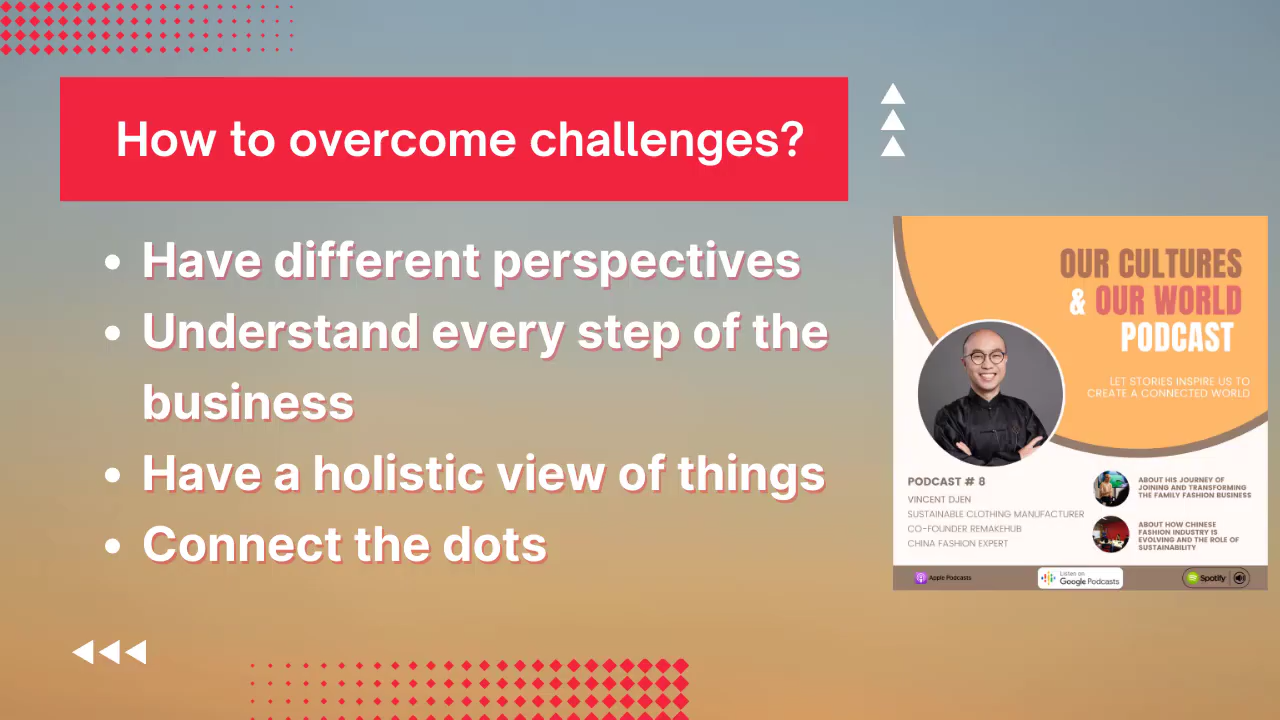 How to overcome challenges?
• Have different perspectives
• Understand every step of the
business
• Have a holistic view of things
• Connect the dots
OUR CULTURES
& OUR WORLD
PODCAST
LET STORIES INSPIRE US TO
CREATE A CONNECTED WORLD
PODCAST # 8
VINCENT DJEN
SUSTAINABLE CLOTHING MANUFACTURER
CO-FOUNDER REMAKEHUB
CHINA FASHION EXPERT
ABOUT HIS JOURNEY OF
JOINING AND TRANSFORMING
THE FAMILY FASHION BUSINESS
ABOUT HOW CHINESE
FASHION INDUSTRY IS
EVOLVING AND THE ROLE OF
SUSTAINABILITY
Apple Podcasts
Listen on
Google Podcasts
Spotify